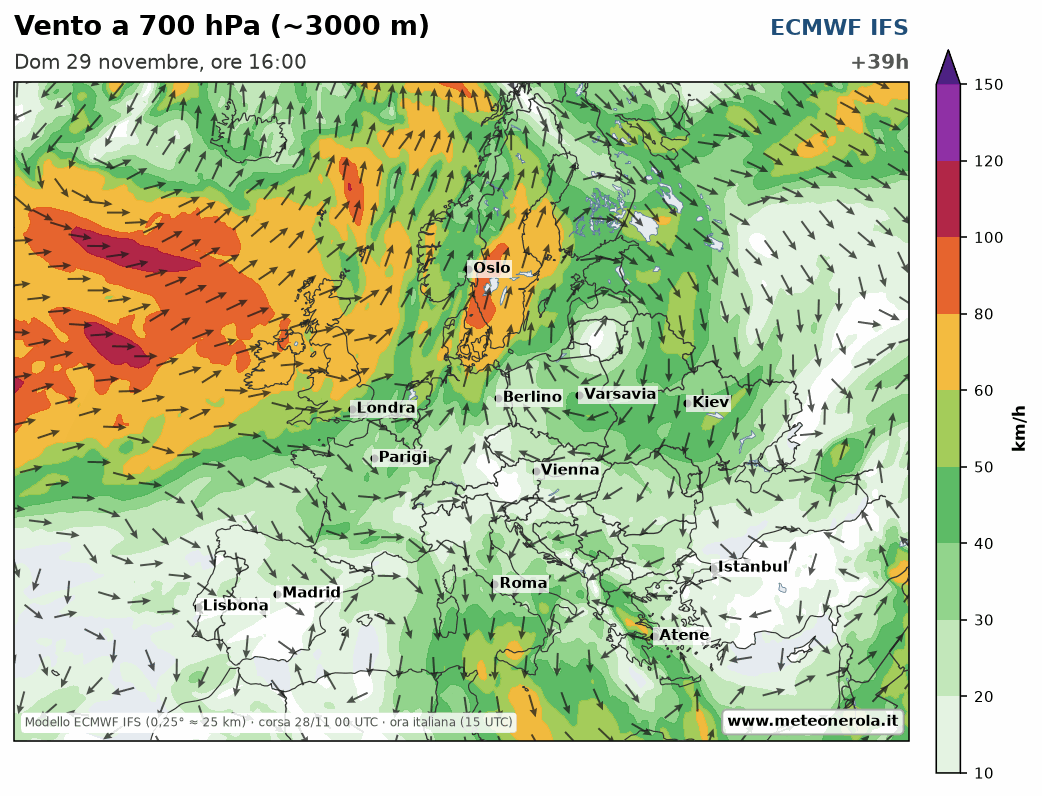 Vento a 700 hPa (~3000 m)
ECMWF IFS
Dom 29 novembre, ore 16:00
+39h
150
120
100
80
60
50
40
30
20
10
km/h
Oslo
Londra
Berlino
Varsavia
Kiev
Parigi
Vienna
Istanbul
Roma
Madrid
Lisbona
Atene
Modello ECMWF IFS (0,25° ≈ 25 km) · corsa 28/11 00 UTC · ora italiana (15 UTC)
www.meteonerola.it